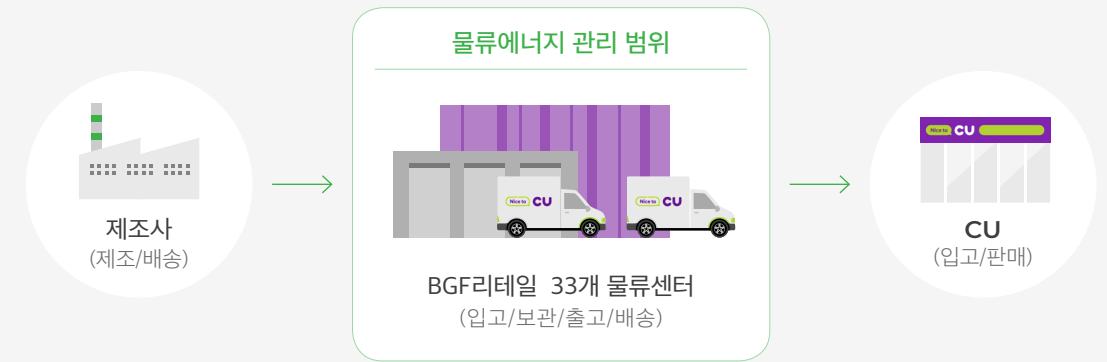 물류에너지 관리 범위
Nice to CU
제조사
(제조/배송)
Nice to CU
Nice to CU
BGF리테일 33개 물류센터
(입고/보관/출고/배송)
CU
(입고/판매)